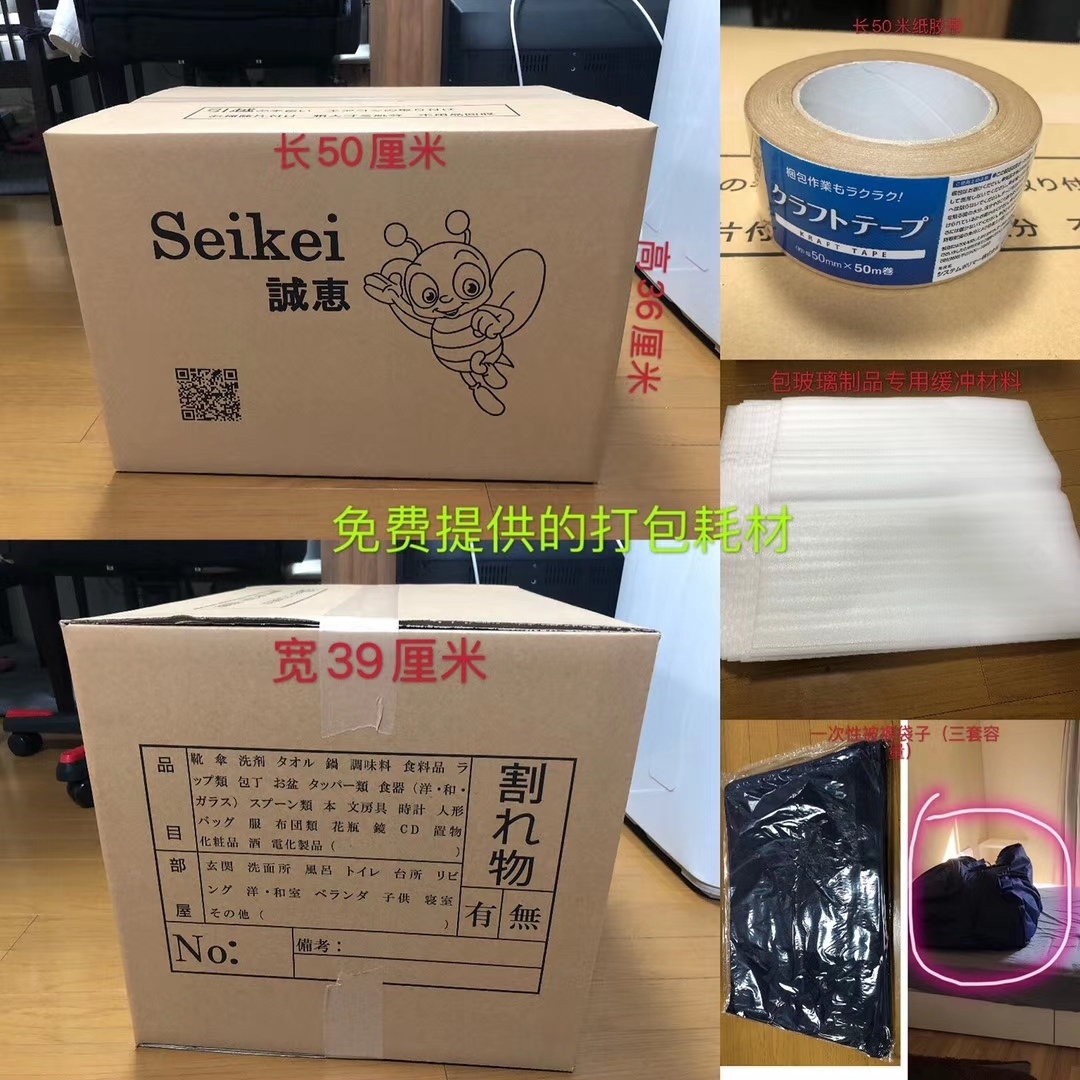 长50厘米
Seikei
誠恵
高36厘米
长50米纸胶带
梱包作業もラクラク!
クラフトテープ
KRAFT TAPE
50mm×50m巻
包玻璃制品专用缓冲材料
免费提供的打包耗材
宽39厘米
品目
靴 傘 洗剤 タオル 鍋 調味料 食料品 ラ
ップ類 包丁 お盆 タッパー類 食器(洋・和・
ガラス) スプーン類 本 文房具 時計 人形
バッグ 服 布団類 花瓶 鏡 CD 置物
化粧品 酒 電化製品( )
部屋
玄関 洗面所 風呂 トイレ 台所 リビ
ング 洋・和室 ベランダ 子供 寝室
その他( )
割れ物
有 無
No:
備考:
一次性被褥袋子(三套容
量)